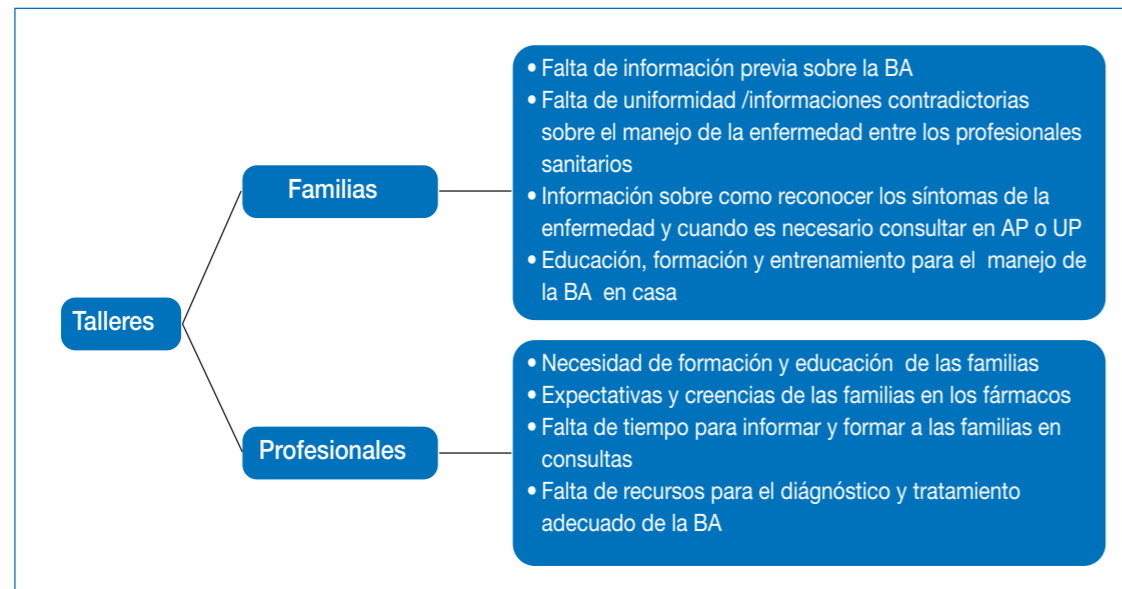 Talleres
Familias
• Falta de información previa sobre la BA
• Falta de uniformidad /informaciones contradictorias
sobre el manejo de la enfermedad entre los profesionales
sanitarios
• Información sobre como reconocer los síntomas de la
enfermedad y cuando es necesario consultar en AP o UP
• Educación, formación y entrenamiento para el manejo de
la BA en casa
Profesionales
• Necesidad de formación y educación de las familias
• Expectativas y creencias de las familias en los fármacos
• Falta de tiempo para informar y formar a las familias en
consultas
• Falta de recursos para el diágnóstico y tratamiento
adecuado de la BA